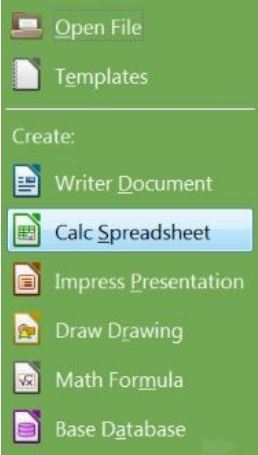 Open File
Templates
Create:
Writer Document
Calc Spreadsheet
Impress Presentation
Draw Drawing
Math Formula
Base Database